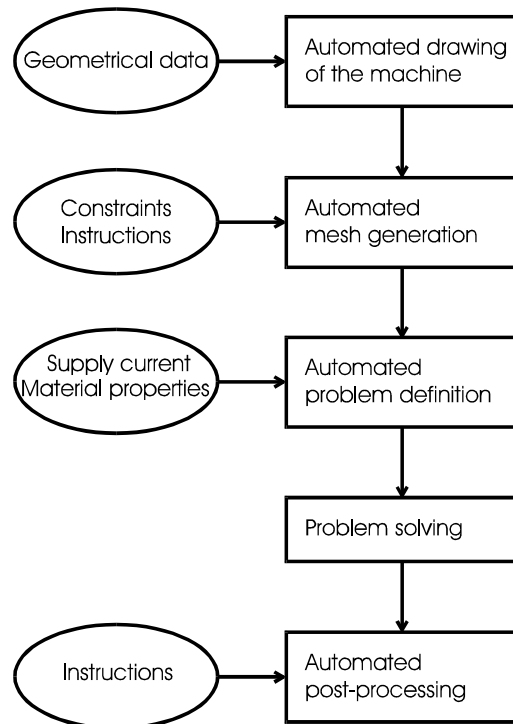 Geometrical data
Automated drawing
of the machine
Constraints
Instructions
Automated
mesh generation
Supply current
Material properties
Automated
problem definition
Problem solving
Instructions
Automated
post-processing